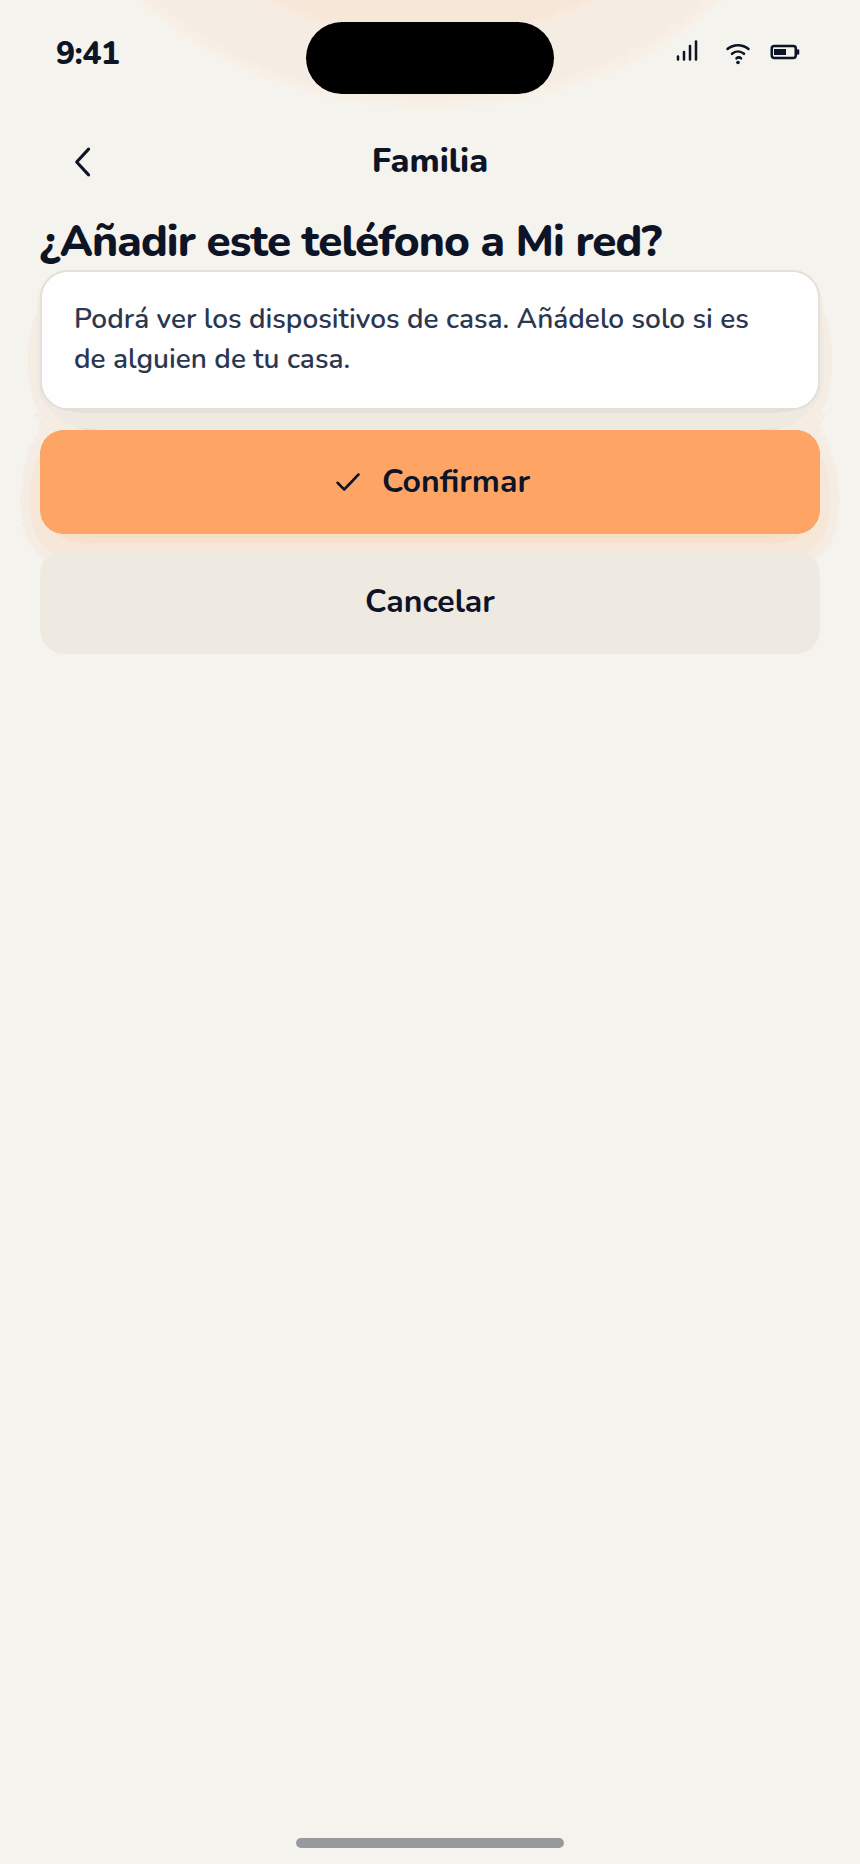 9:41
Familia
¿Añadir este teléfono a Mi red?
Podrá ver los dispositivos de casa. Añádelo solo si es
de alguien de tu casa.
Confirmar
Cancelar